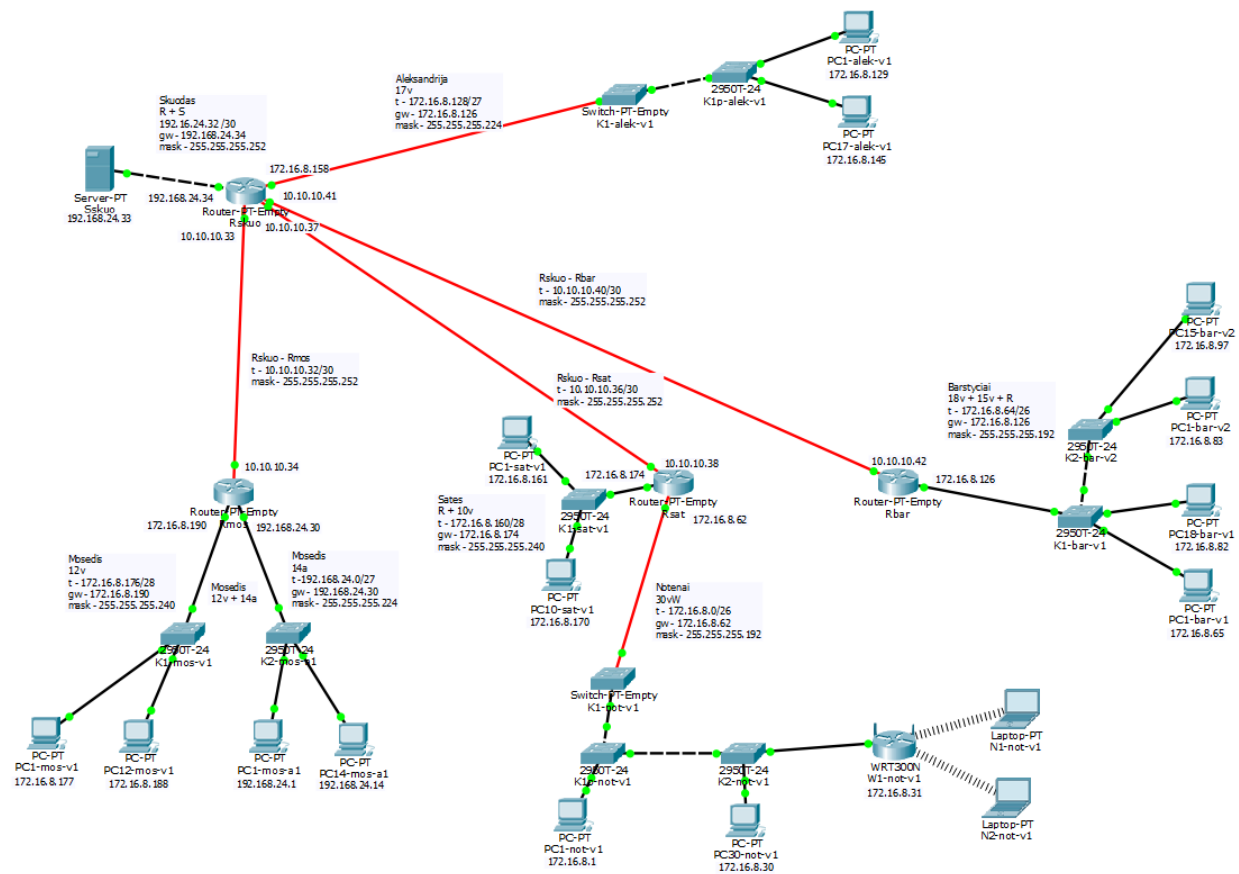 PC-PT
PC1-alek-v1
172.16.8.129
Aleksandrija
17v
t - 172.16.8.128/27
gw - 172.16.8.126
mask - 255.255.255.224
2950T-24
K1p-alek-v1
Switch-PT-Empty
K1-alek-v1
PC-PT
PC17-alek-v1
172.16.8.145
Skuodas
R + S
192.16.24.32 /30
gw - 192.168.24.34
mask - 255.255.255.252
172.16.8.158
Server-PT
Sskuo
192.168.24.33
192.168.24.34
10.10.10.41
Router-PT-Empty
Rskuo
10.10.10.37
10.10.10.33
Rskuo - Rbar
t - 10.10.10.40/30
mask - 255.255.255.252
PC-PT
PC15-bar-v2
172.16.8.97
Rskuo - Rmos
t - 10.10.10.32/30
mask - 255.255.255.252
Rskuo - Rsat
t - 10.10.10.36/30
mask - 255.255.255.252
Barstyciai
18v + 15v + R
t - 172.16.8.64/26
gw - 172.16.8.126
mask - 255.255.255.192
PC-PT
PC1-bar-v2
172.16.8.83
2950T-24
K2-bar-v2
PC-PT
PC1-sat-v1
172.16.8.161
10.10.10.34
172.16.8.174
10.10.10.38
10.10.10.42
172.16.8.126
Router-PT-Empty
Rmos
172.16.8.190
192.168.24.30
Sates
R + 10v
t - 172.16.8.160/28
gw - 172.16.8.174
mask - 255.255.255.240
2950T-24
K1-sat-v1
Router-PT-Empty
Rsat
172.16.8.62
Router-PT-Empty
Rbar
2950T-24
K1-bar-v1
PC-PT
PC18-bar-v1
172.16.8.82
Mosedis
12v
t - 172.16.8.176/28
gw - 172.16.8.190
mask - 255.255.255.240
Mosedis
12v + 14a
Mosedis
14a
t -192.168.24.0/27
gw - 192.168.24.30
mask - 255.255.255.224
PC-PT
PC10-sat-v1
172.16.8.170
Notenai
30vW
t - 172.16.8.0/26
gw - 172.16.8.62
mask - 255.255.255.192
PC-PT
PC1-bar-v1
172.16.8.65
2950T-24
K1-mos-v1
2950T-24
K2-mos-a1
Switch-PT-Empty
K1-not-v1
PC-PT
PC1-mos-v1
172.16.8.177
PC-PT
PC12-mos-v1
172.16.8.188
PC-PT
PC1-mos-a1
192.168.24.1
PC-PT
PC14-mos-a1
192.168.24.14
2950T-24
K1p-not-v1
2950T-24
K2-not-v1
WRT300N
W1-not-v1
172.16.8.31
Laptop-PT
N1-not-v1
PC-PT
PC1-not-v1
172.16.8.1
PC-PT
PC30-not-v1
172.16.8.30
Laptop-PT
N2-not-v1